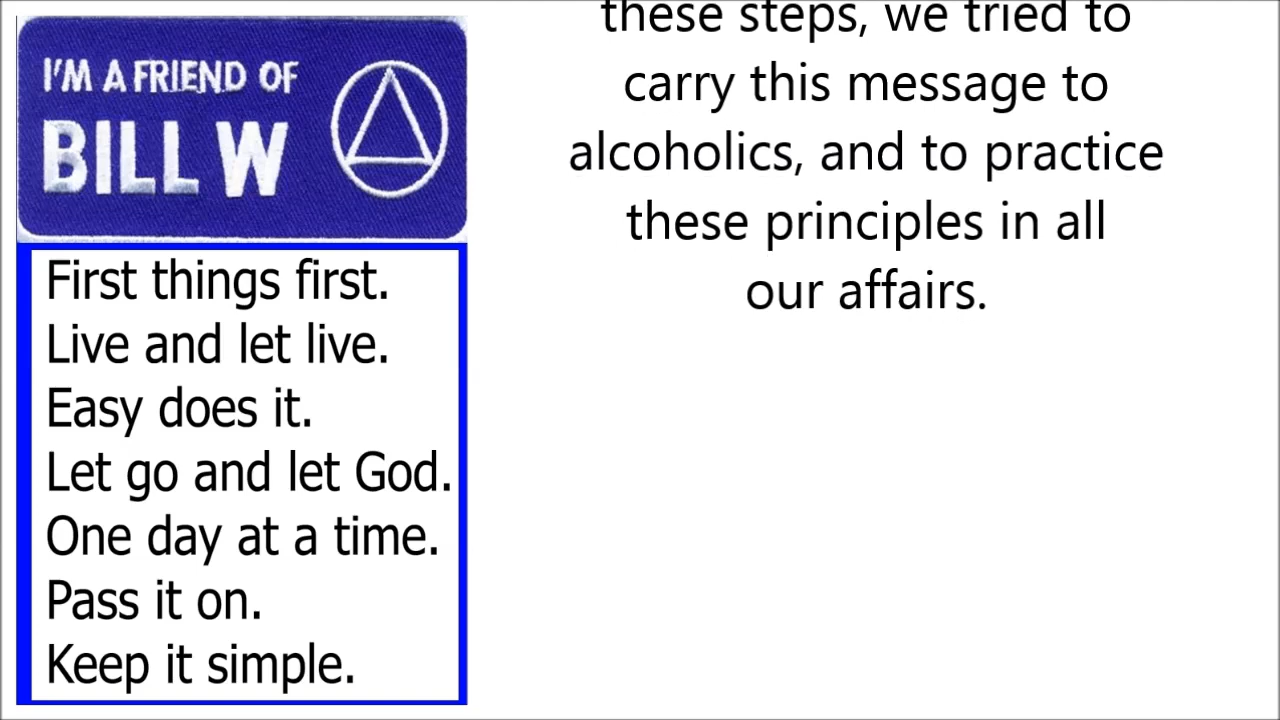 I'M A FRIEND OF
BILL W
First things first.
Live and let live.
Easy does it.
Let go and let God.
One day at a time.
Pass it on.
Keep it simple.
these steps, we tried to
carry this message to
alcoholics, and to practice
these principles in all
our affairs.